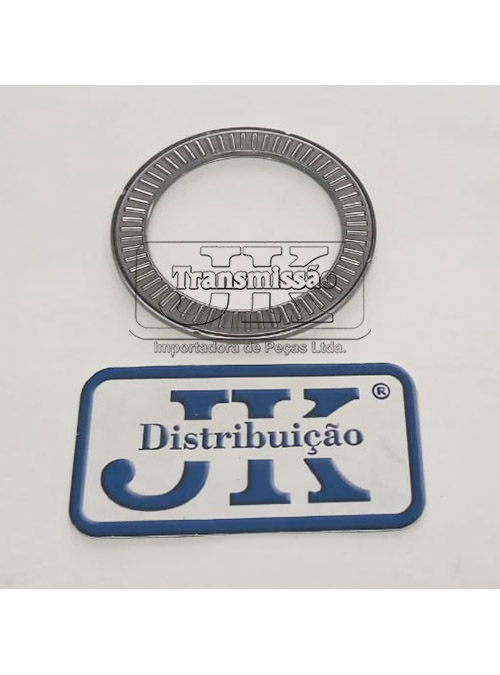 JK
Transmissão
Importadora de Peças Ltda.
JK ®
Distribuição